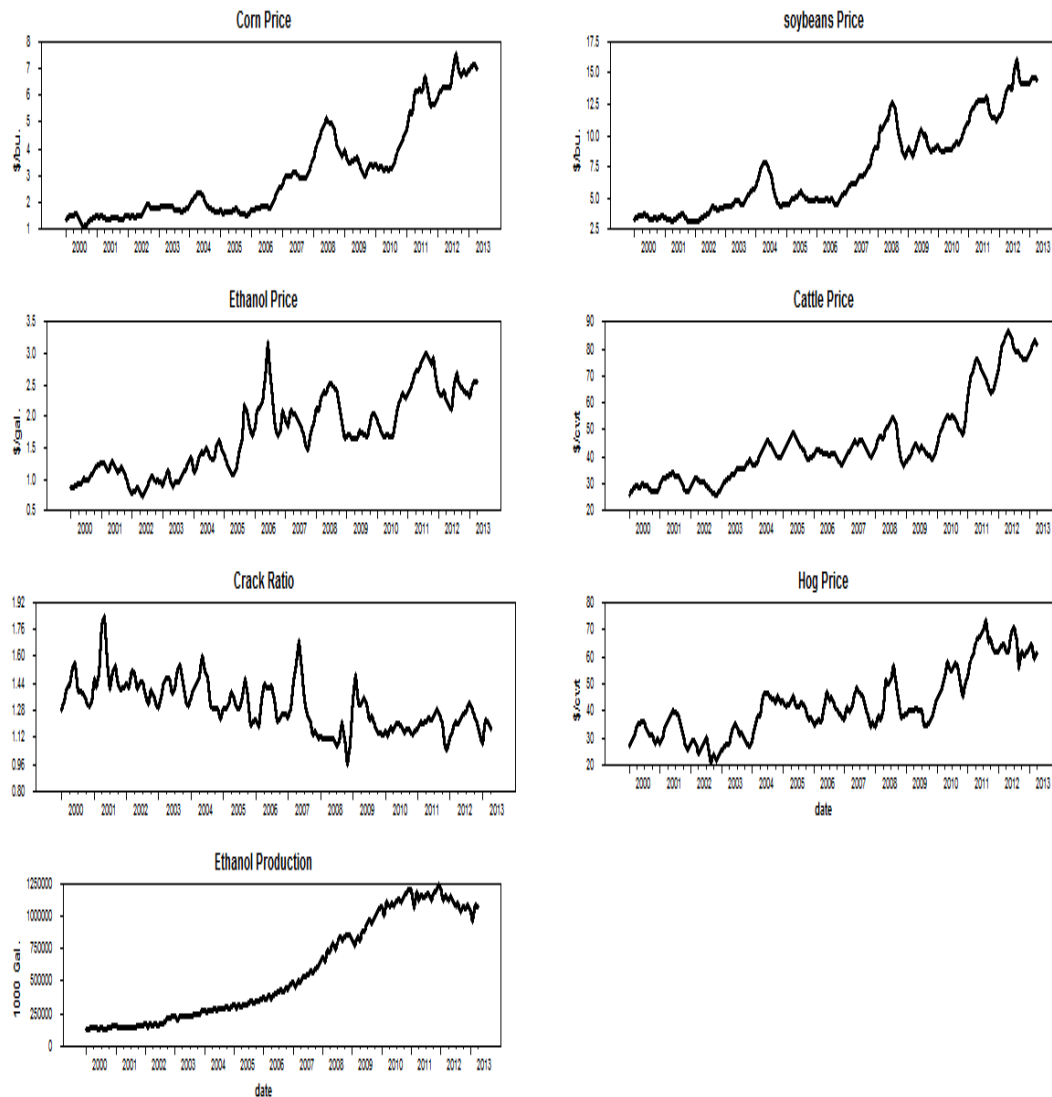 Corn Price
8
7
6
5
4
3
2
1
$/bu.
2000 2001 2002 2003 2004 2005 2006 2007 2008 2009 2010 2011 2012 2013
soybeans Price
17.5
15.0
12.5
10.0
7.5
5.0
2.5
$/bu.
2000 2001 2002 2003 2004 2005 2006 2007 2008 2009 2010 2011 2012 2013
Ethanol Price
3.5
3.0
2.5
2.0
1.5
1.0
0.5
$/gal.
2000 2001 2002 2003 2004 2005 2006 2007 2008 2009 2010 2011 2012 2013
Cattle Price
90
80
70
60
50
40
30
20
$/cwt
2000 2001 2002 2003 2004 2005 2006 2007 2008 2009 2010 2011 2012 2013
Crack Ratio
1.92
1.76
1.60
1.44
1.28
1.12
0.96
0.80
2000 2001 2002 2003 2004 2005 2006 2007 2008 2009 2010 2011 2012 2013
Hog Price
80
70
60
50
40
30
20
$/cwt
2000 2001 2002 2003 2004 2005 2006 2007 2008 2009 2010 2011 2012 2013
date
Ethanol Production
1250000
1000000
750000
500000
250000
0
1000 Gal.
2000 2001 2002 2003 2004 2005 2006 2007 2008 2009 2010 2011 2012 2013
date